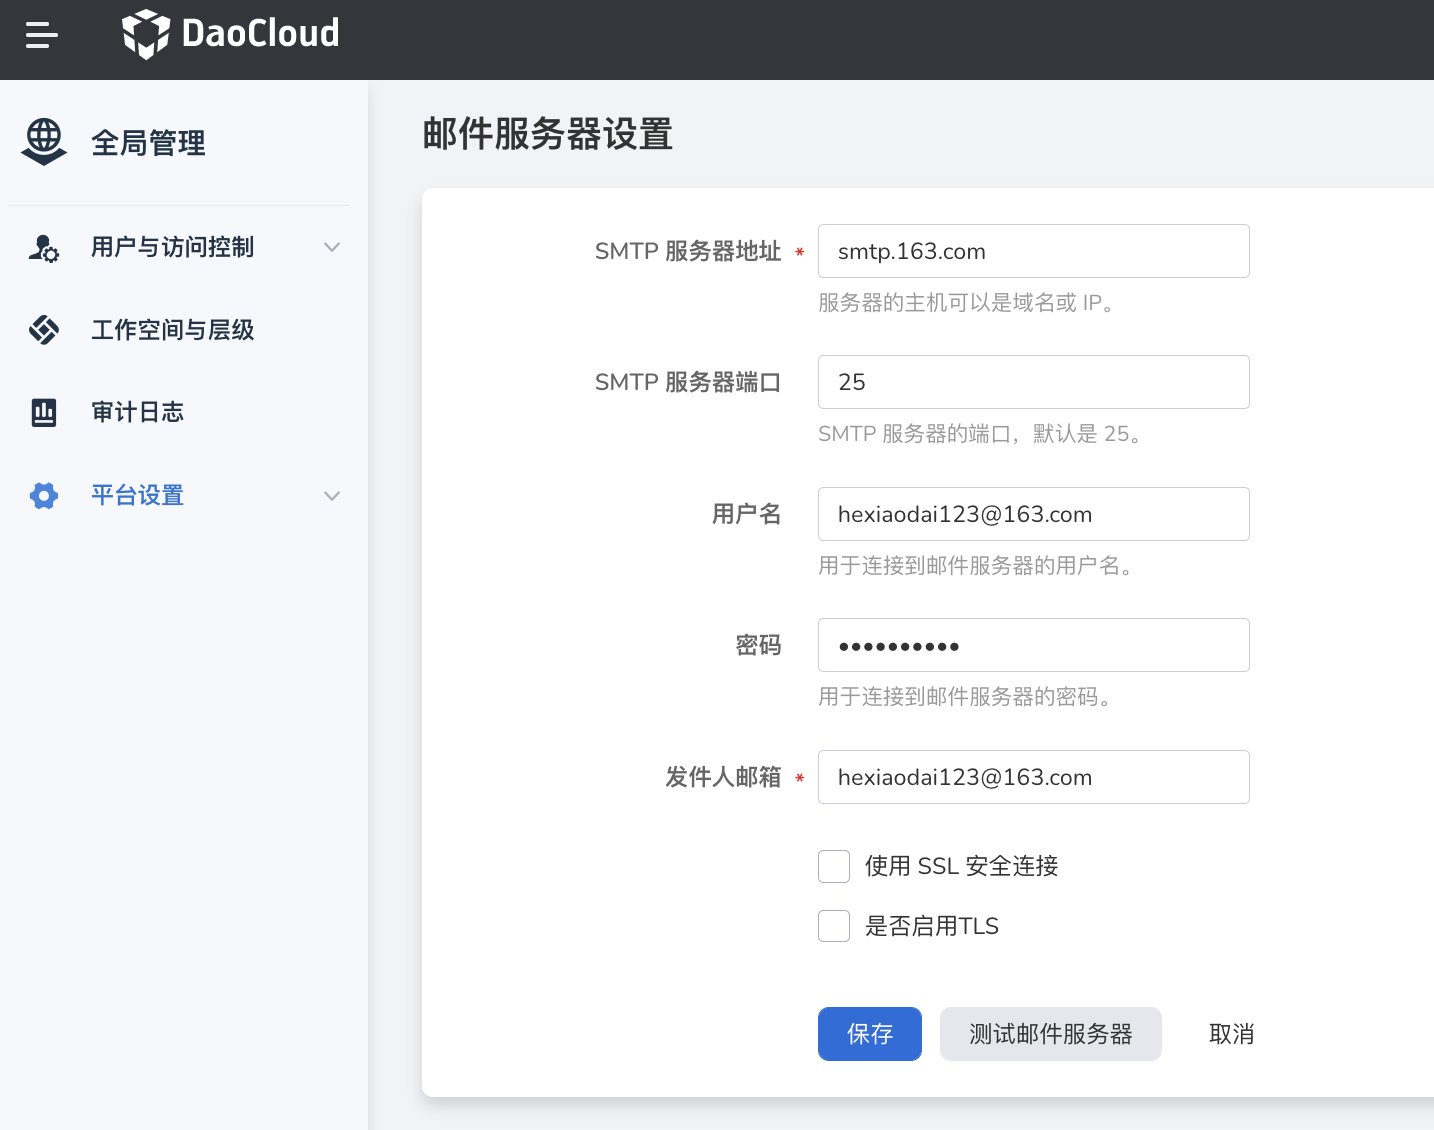 DaoCloud
全局管理
用户与访问控制
工作空间与层级
审计日志
平台设置
邮件服务器设置
SMTP 服务器地址 * smtp.163.com
服务器的主机可以是域名或 IP。
SMTP 服务器端口 25
SMTP 服务器的端口，默认是 25。
用户名 hexiaodai123@163.com
用于连接到邮件服务器的用户名。
密码 ••••••••••
用于连接到邮件服务器的密码。
发件人邮箱 * hexiaodai123@163.com
使用 SSL 安全连接
是否启用TLS
保存 测试邮件服务器 取消